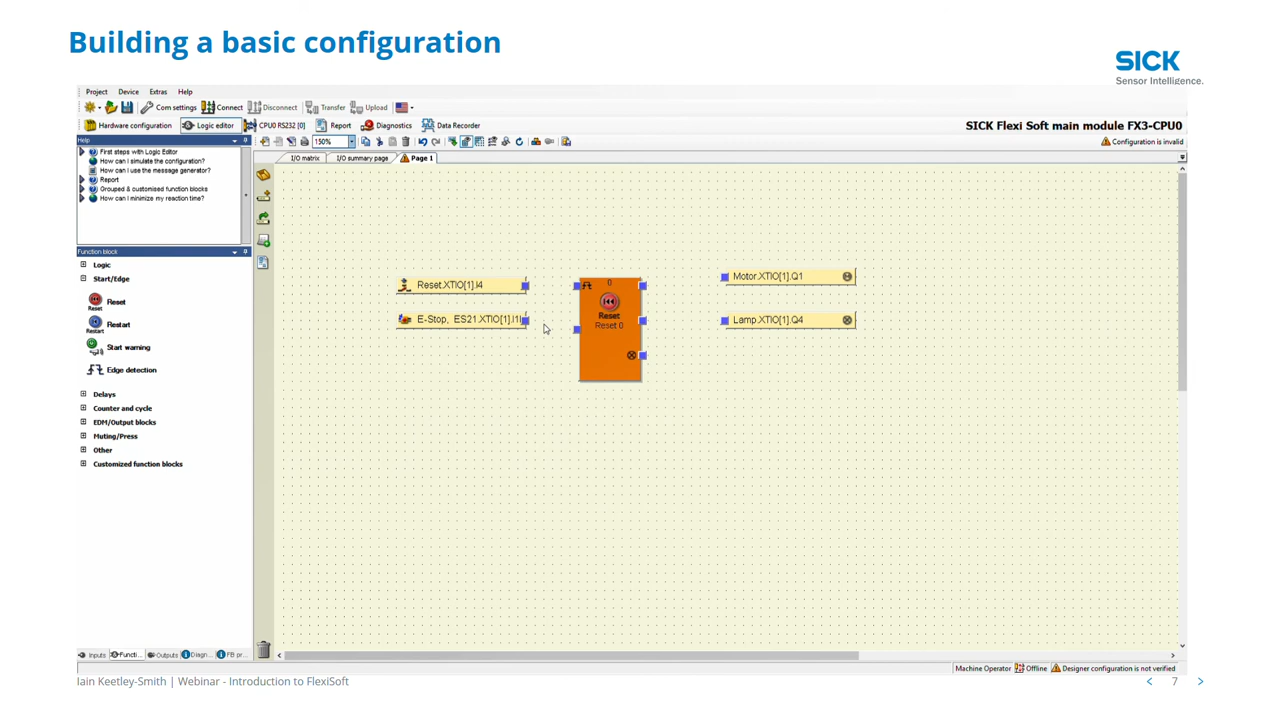 Building a basic configuration
SICK
Sensor Intelligence.
Project Device Extras Help
Com settings Connect Disconnect Transfer Upload
Hardware configuration Logic editor CPU0 RS232 [0] Report Diagnostics Data Recorder
SICK Flexi Soft main module FX3-CPU0
Help
150%
Configuration is invalid
First steps with Logic Editor
How can I simulate the configuration?
How can I use the message generator?
Report
Grouped & customised function blocks
How can I minimize my reaction time?
I/O matrix I/O summary page Page 1
Function block
Logic
Start/Edge
Reset Reset
Restart Restart
Start warning
Edge detection
Delays
Counter and cycle
EDM/Output blocks
Muting/Press
Other
Customized function blocks
Reset.XTIO[1].I4
E-Stop, ES21.XTIO[1].I1I
0
Reset
Reset 0
Motor.XTIO[1].Q1
Lamp.XTIO[1].Q4
Inputs Functi... Outputs Diagn... FB pr...
Machine Operator Offline Designer configuration is not verified
Iain Keetley-Smith | Webinar - Introduction to FlexiSoft
< 7 >